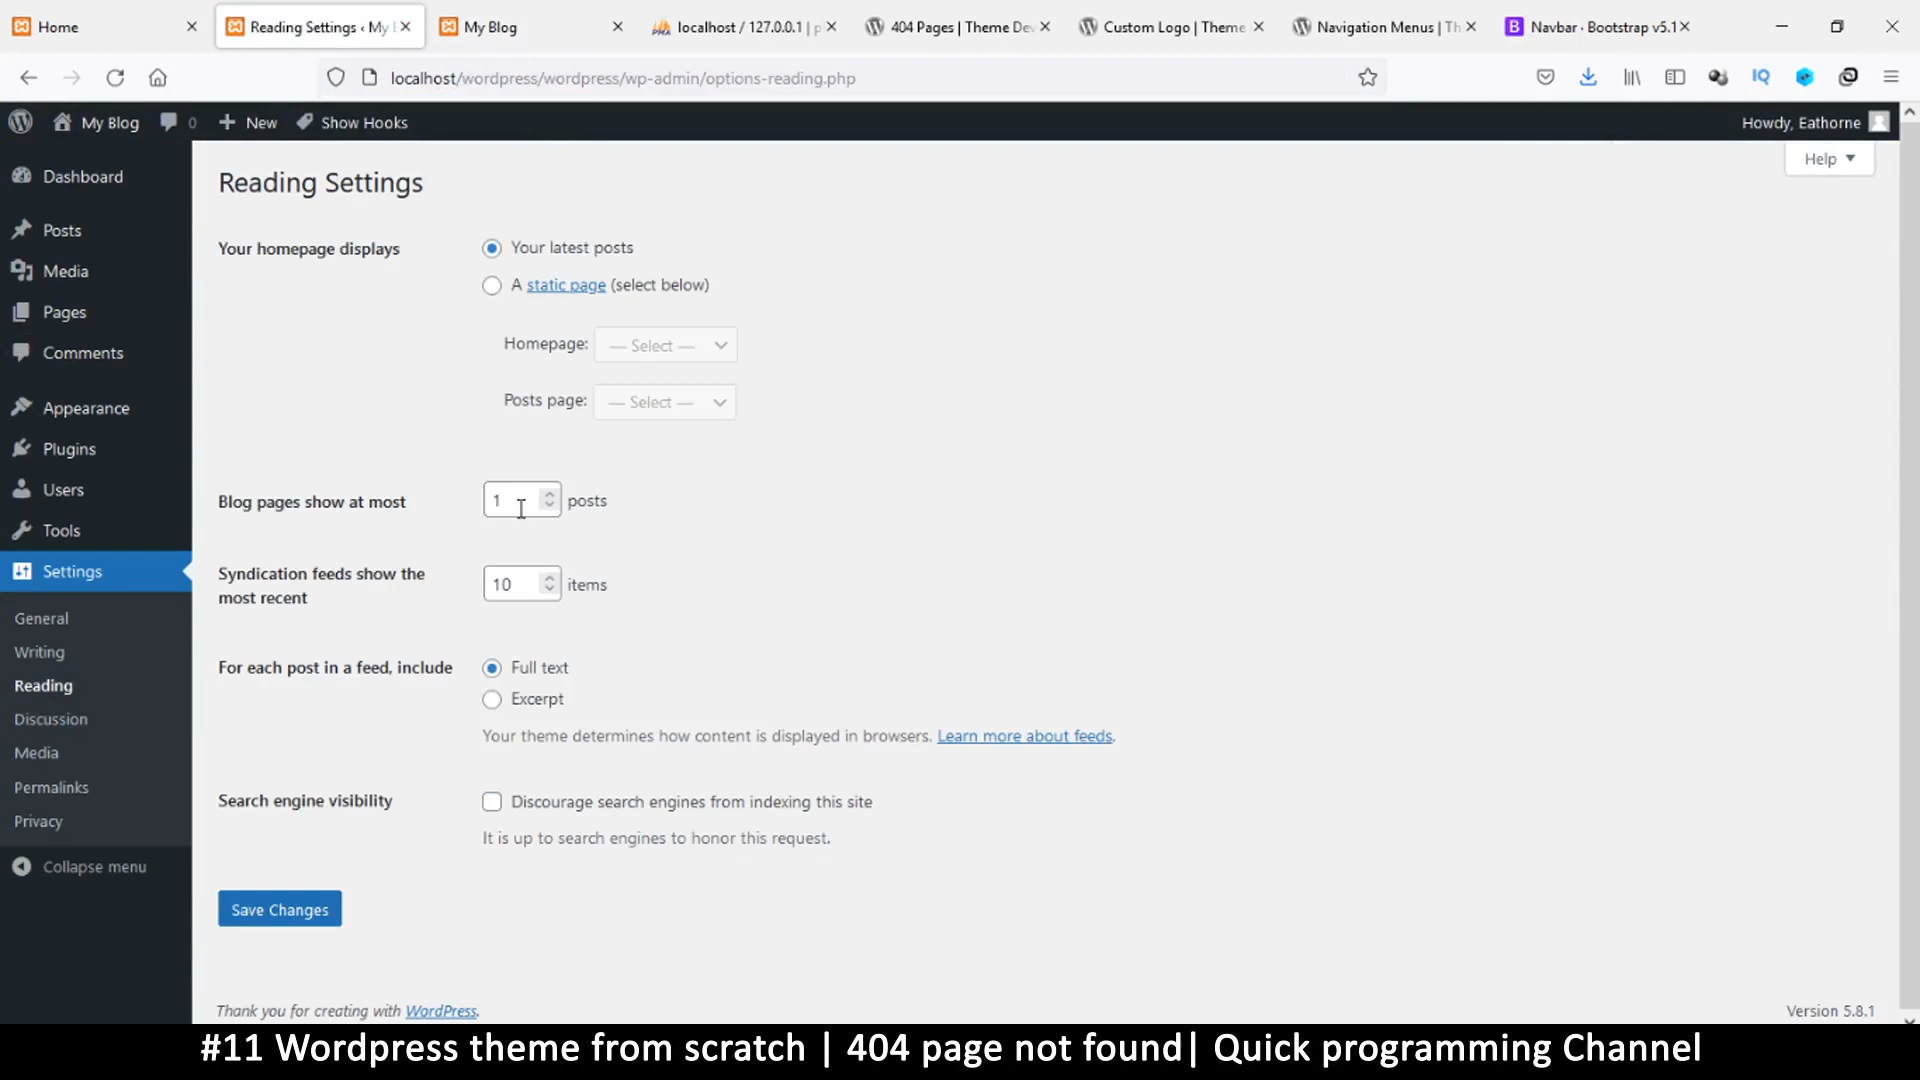 Home
Reading Settings ‹ My B
My Blog
localhost / 127.0.0.1 | p
404 Pages | Theme De
Custom Logo | Theme
Navigation Menus | Th
Navbar · Bootstrap v5.1
localhost/wordpress/wordpress/wp-admin/options-reading.php
IQ
My Blog
0
New
Show Hooks
Howdy, Eathorne
Help
Dashboard
Posts
Media
Pages
Comments
Appearance
Plugins
Users
Tools
Settings
General
Writing
Reading
Discussion
Media
Permalinks
Privacy
Collapse menu
Reading Settings
Your homepage displays
Your latest posts
A static page (select below)
Homepage: — Select —
Posts page: — Select —
Blog pages show at most
1 posts
Syndication feeds show the
most recent
10 items
For each post in a feed, include
Full text
Excerpt
Your theme determines how content is displayed in browsers. Learn more about feeds.
Search engine visibility
Discourage search engines from indexing this site
It is up to search engines to honor this request.
Save Changes
Thank you for creating with WordPress.
Version 5.8.1
#11 Wordpress theme from scratch | 404 page not found| Quick programming Channel